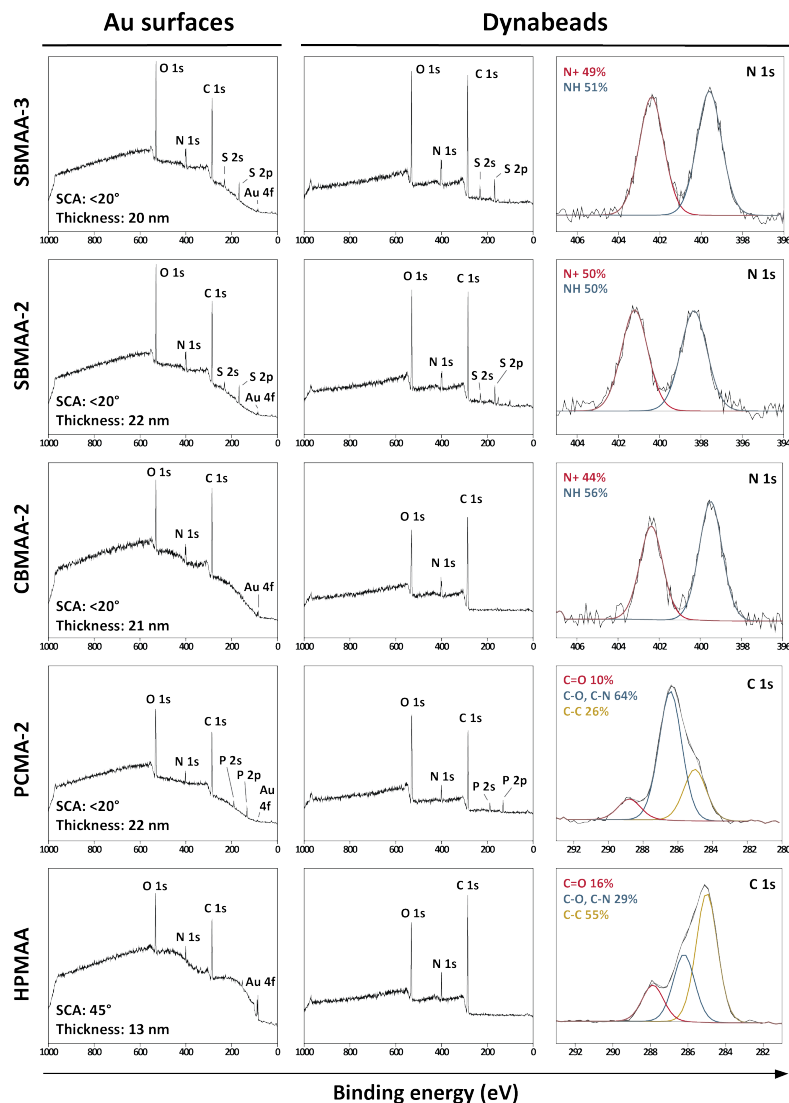 Au surfaces
Dynabeads
SBMAA-3
O 1s
C 1s
N 1s
S 2s
S 2p
Au 4f
SCA: <20°
Thickness: 20 nm
1000 800 600 400 200 0
O 1s
C 1s
N 1s
S 2s
S 2p
1000 800 600 400 200 0
N+ 49%
NH 51%
N 1s
406 404 402 400 398 396
SBMAA-2
O 1s
C 1s
N 1s
S 2s
S 2p
Au 4f
SCA: <20°
Thickness: 22 nm
1000 800 600 400 200 0
O 1s
C 1s
N 1s
S 2s
S 2p
1000 800 600 400 200 0
N+ 50%
NH 50%
N 1s
404 402 400 398 396 394
CBMAA-2
O 1s
C 1s
N 1s
Au 4f
SCA: <20°
Thickness: 21 nm
1000 800 600 400 200 0
O 1s
C 1s
N 1s
1000 800 600 400 200 0
N+ 44%
NH 56%
N 1s
406 404 402 400 398 396
PCMA-2
O 1s
C 1s
N 1s
P 2s
P 2p
Au
4f
SCA: <20°
Thickness: 22 nm
1000 800 600 400 200 0
O 1s
C 1s
N 1s
P 2s
P 2p
1000 800 600 400 200 0
C=O 10%
C-O, C-N 64%
C-C 26%
C 1s
292 290 288 286 284 282 280
HPMAA
O 1s
C 1s
N 1s
Au 4f
SCA: 45°
Thickness: 13 nm
1000 800 600 400 200 0
O 1s
C 1s
N 1s
1000 800 600 400 200 0
C=O 16%
C-O, C-N 29%
C-C 55%
C 1s
292 290 288 286 284 282
Binding energy (eV)